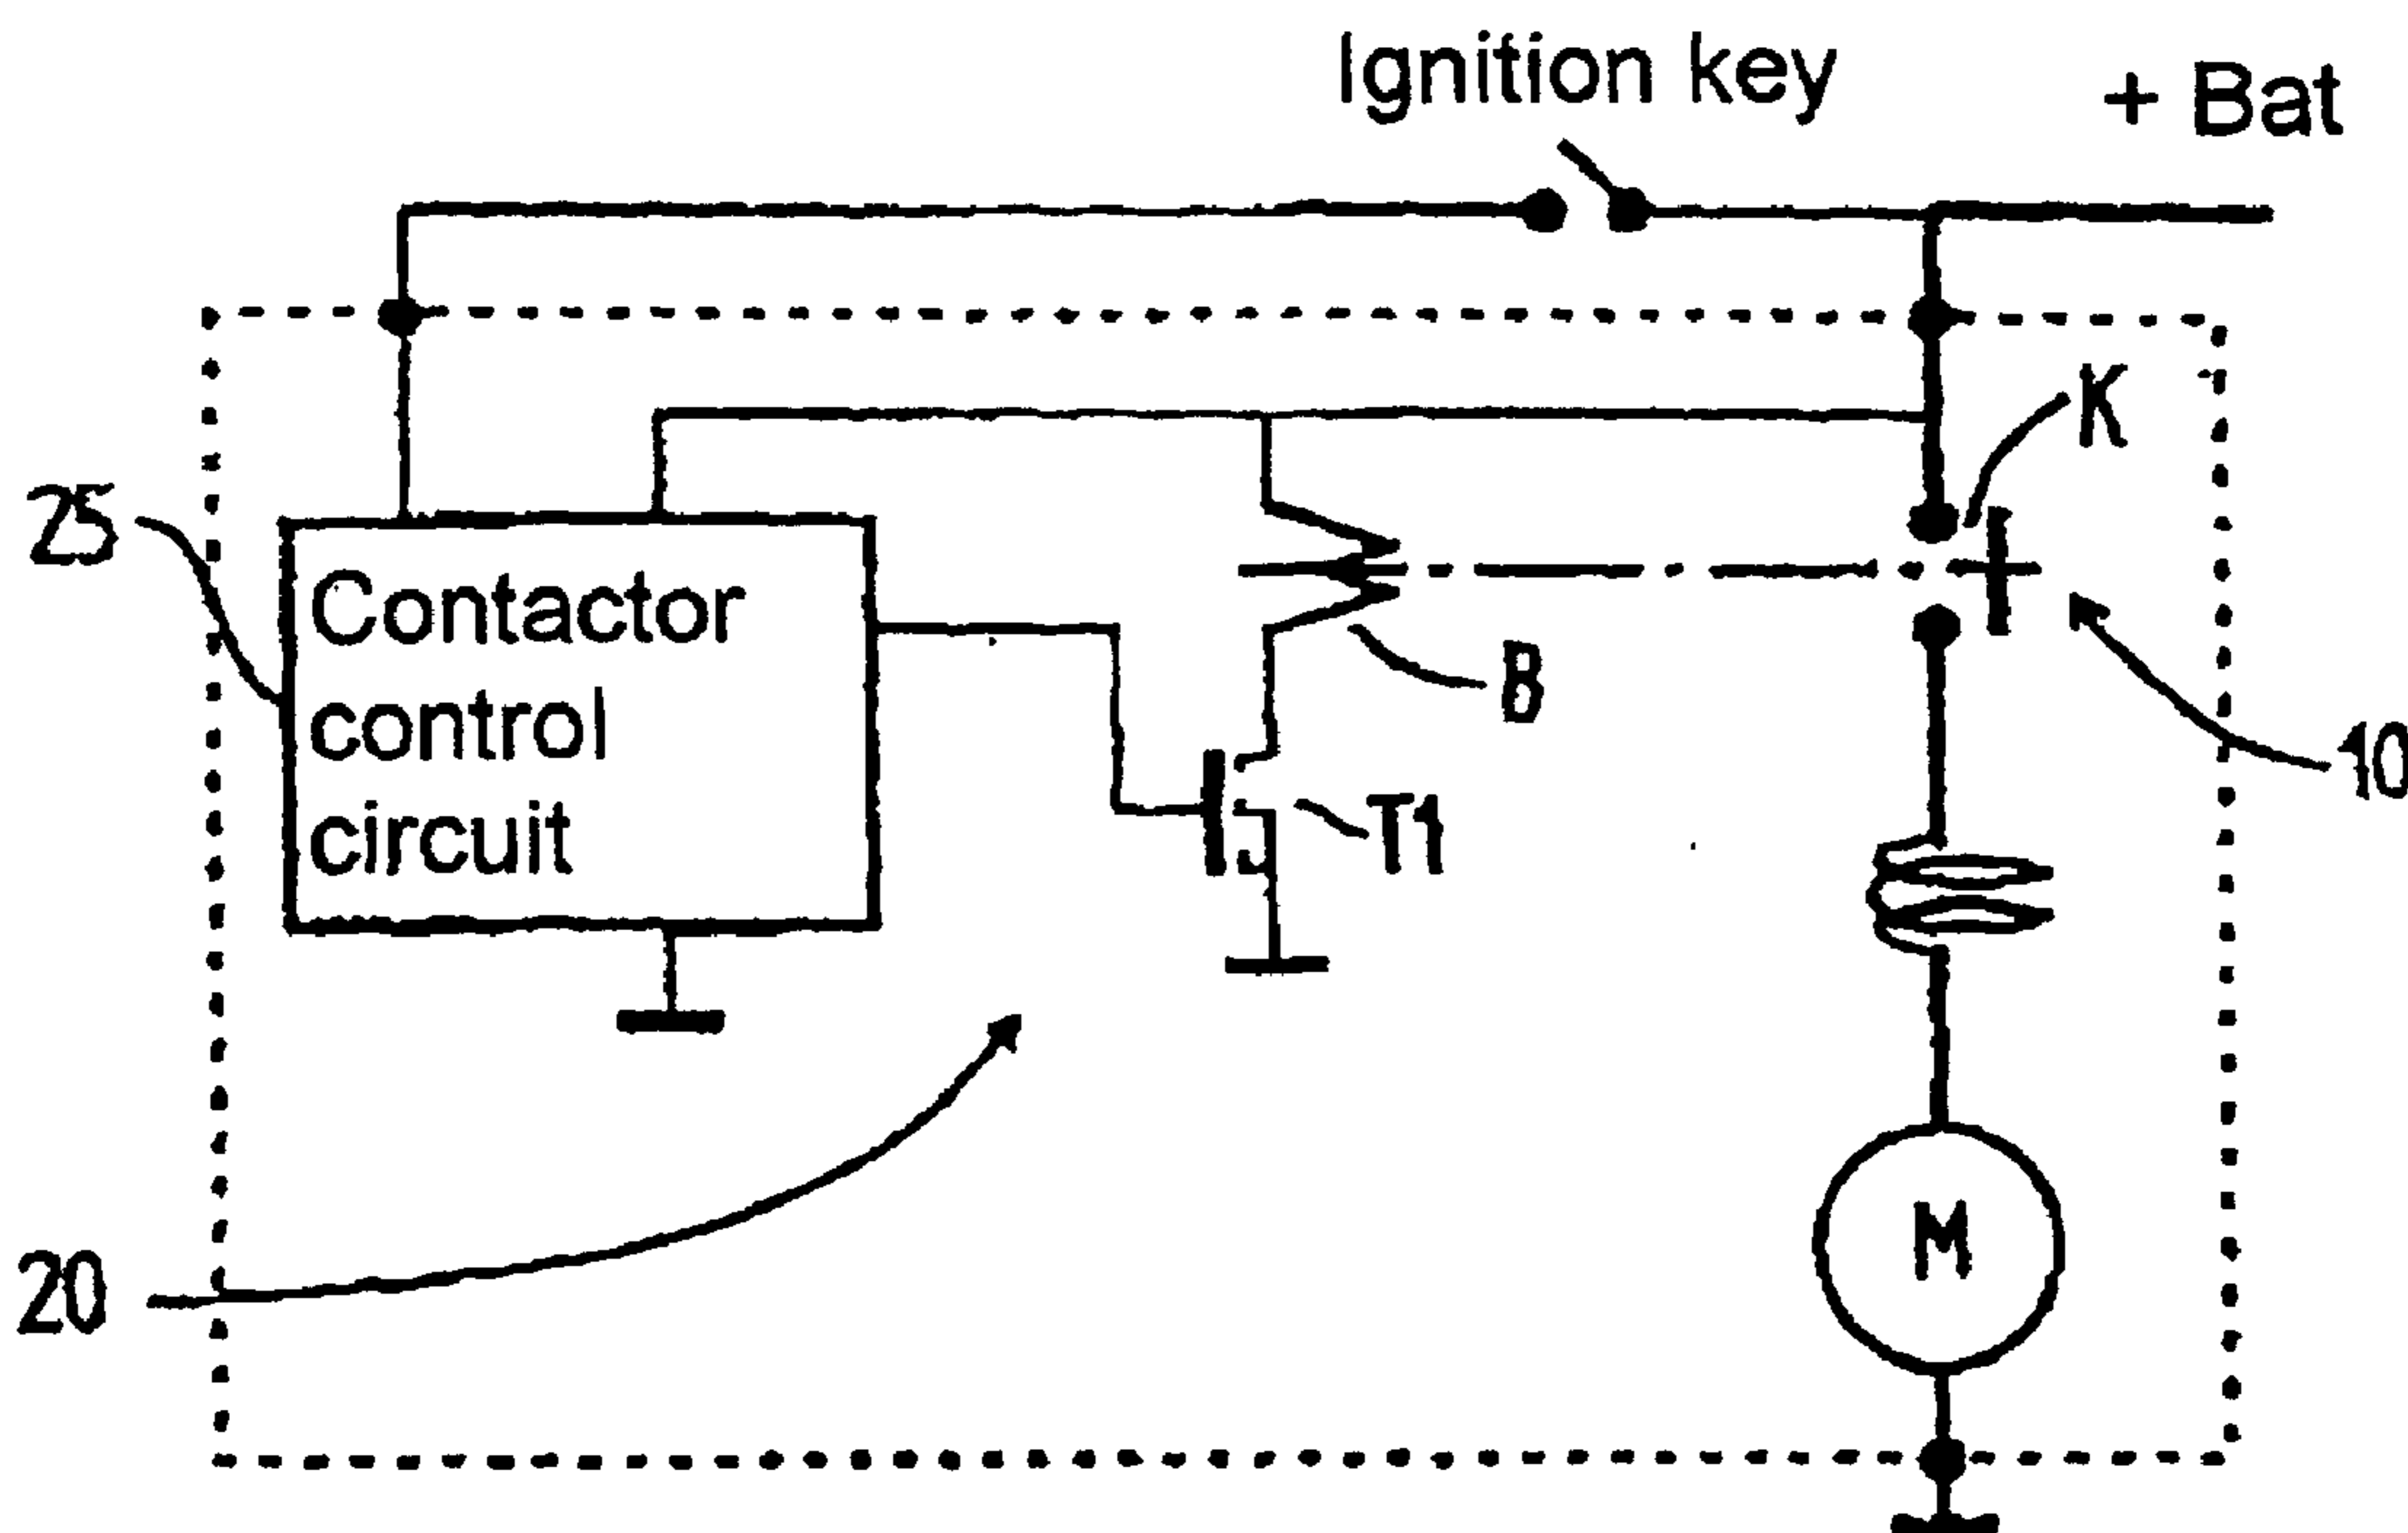 Ignition key
+ Bat
K
25
Contactor
control
circuit
B
T1
10
20
M